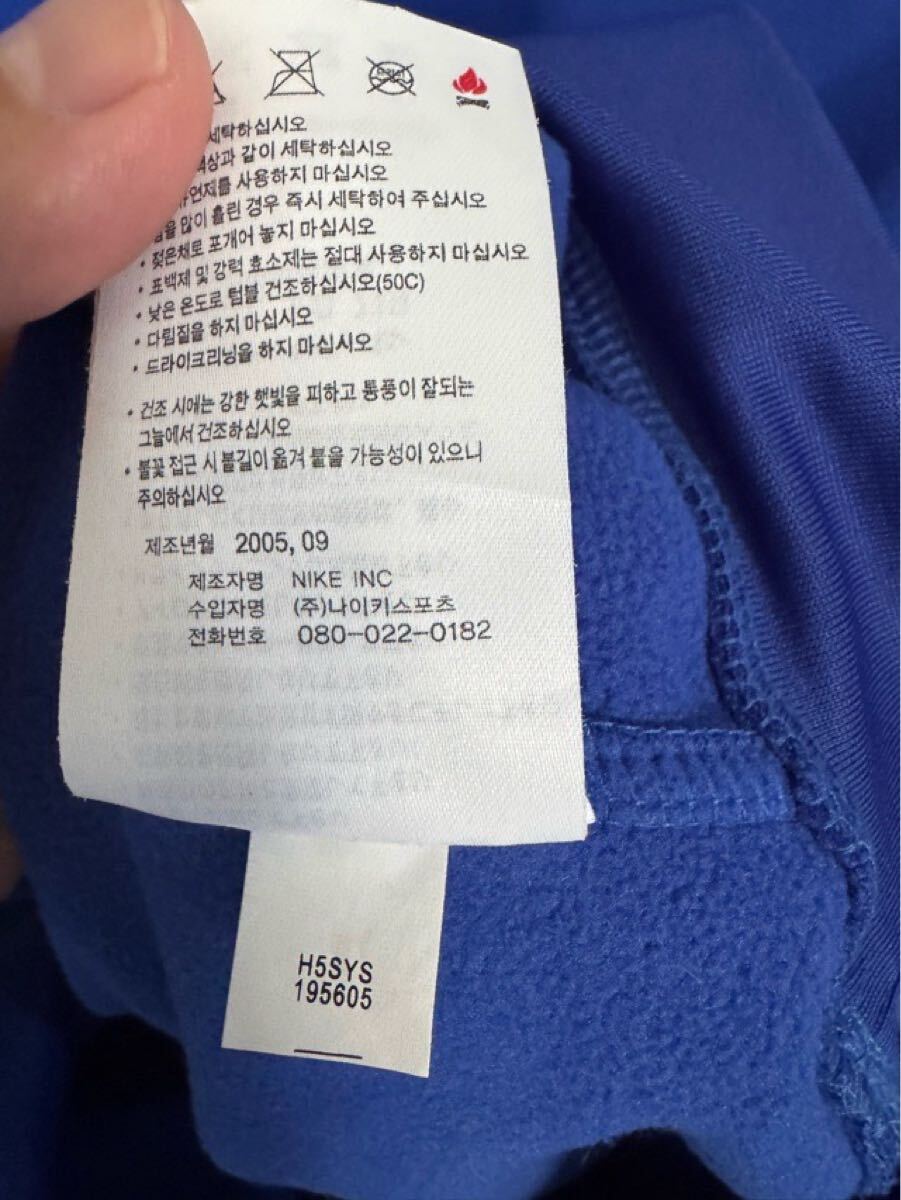 세탁하십시오
같이 세탁하십시오
사용하지 마십시오
많이 흘린 경우 즉시 세탁하여 주십시오
• 젖은채로 포개어 놓지 마십시오
• 표백제 및 강력 효소제는 절대 사용하지 마십시오
• 낮은 온도로 텀블 건조하십시오(50C)
• 다림질을 하지 마십시오
• 드라이크리닝을 하지 마십시오
• 건조 시에는 강한 햇빛을 피하고 통풍이 잘되는
그늘에서 건조하십시오
• 불꽃 접근 시 불길이 옮겨 붙을 가능성이 있으니
주의하십시오
제조년월 2005, 09
제조자명 NIKE INC
수입자명 (주)나이키스포츠
전화번호 080-022-0182
H5SYS
195605